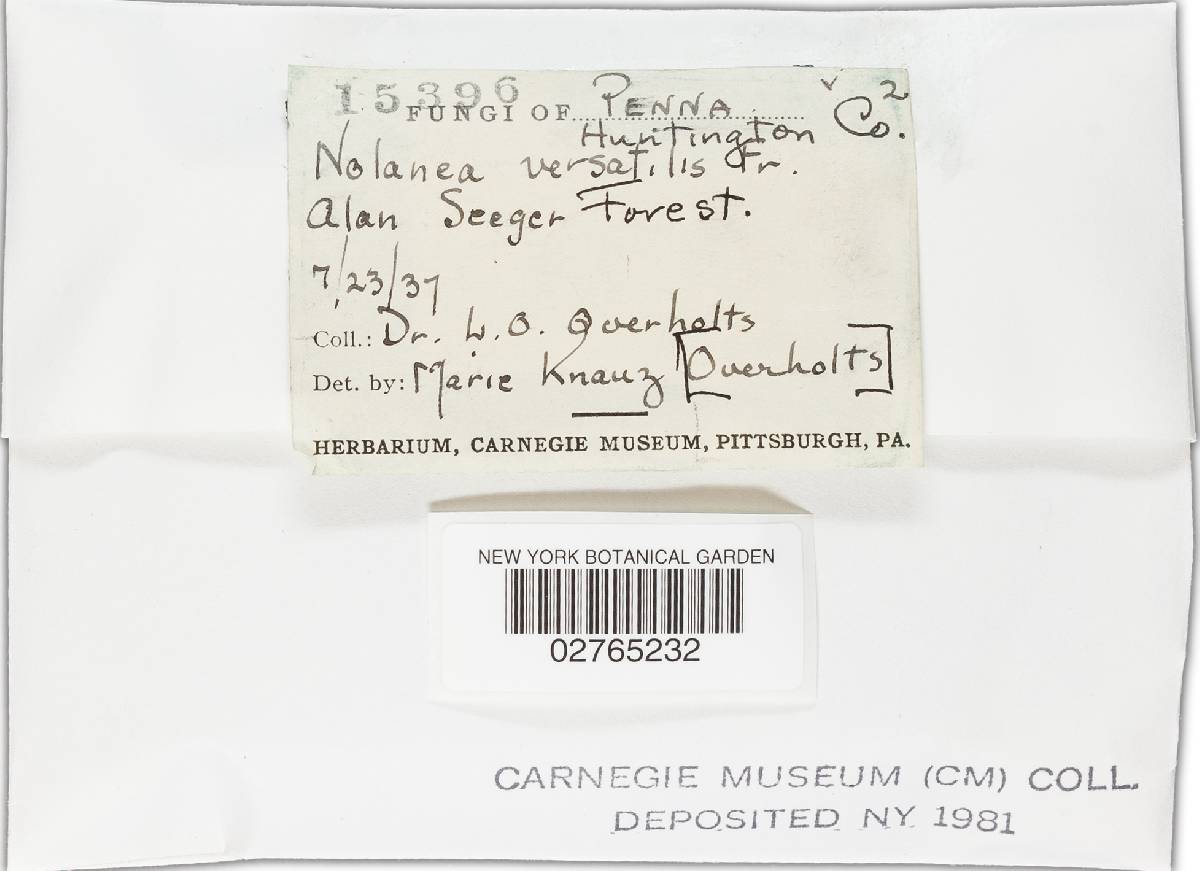 15396
FUNGI OF PENNA ✓ 2
Huntington Co.
Nolanea versatilis Fr.
Alan Seeger Forest.
7/23/37
Coll.: Dr. L.O. Overholts
Det. by: Marie Knauz [Overholts]
HERBARIUM, CARNEGIE MUSEUM, PITTSBURGH, PA.
NEW YORK BOTANICAL GARDEN
02765232
CARNEGIE MUSEUM (CM) COLL.
DEPOSITED NY 1981